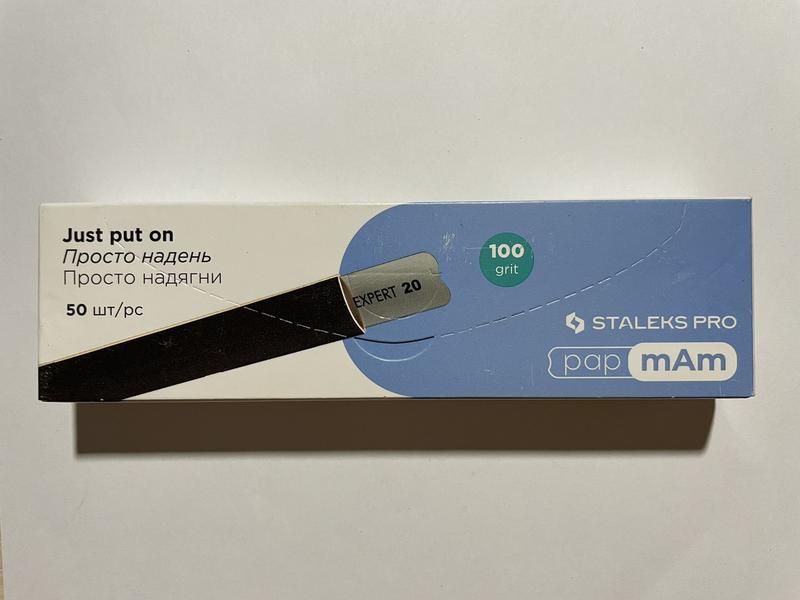 Just put on
Просто надень
Просто надягни
50 шт/pc
EXPERT 20
100
grit
STALEKS PRO
pap mAm